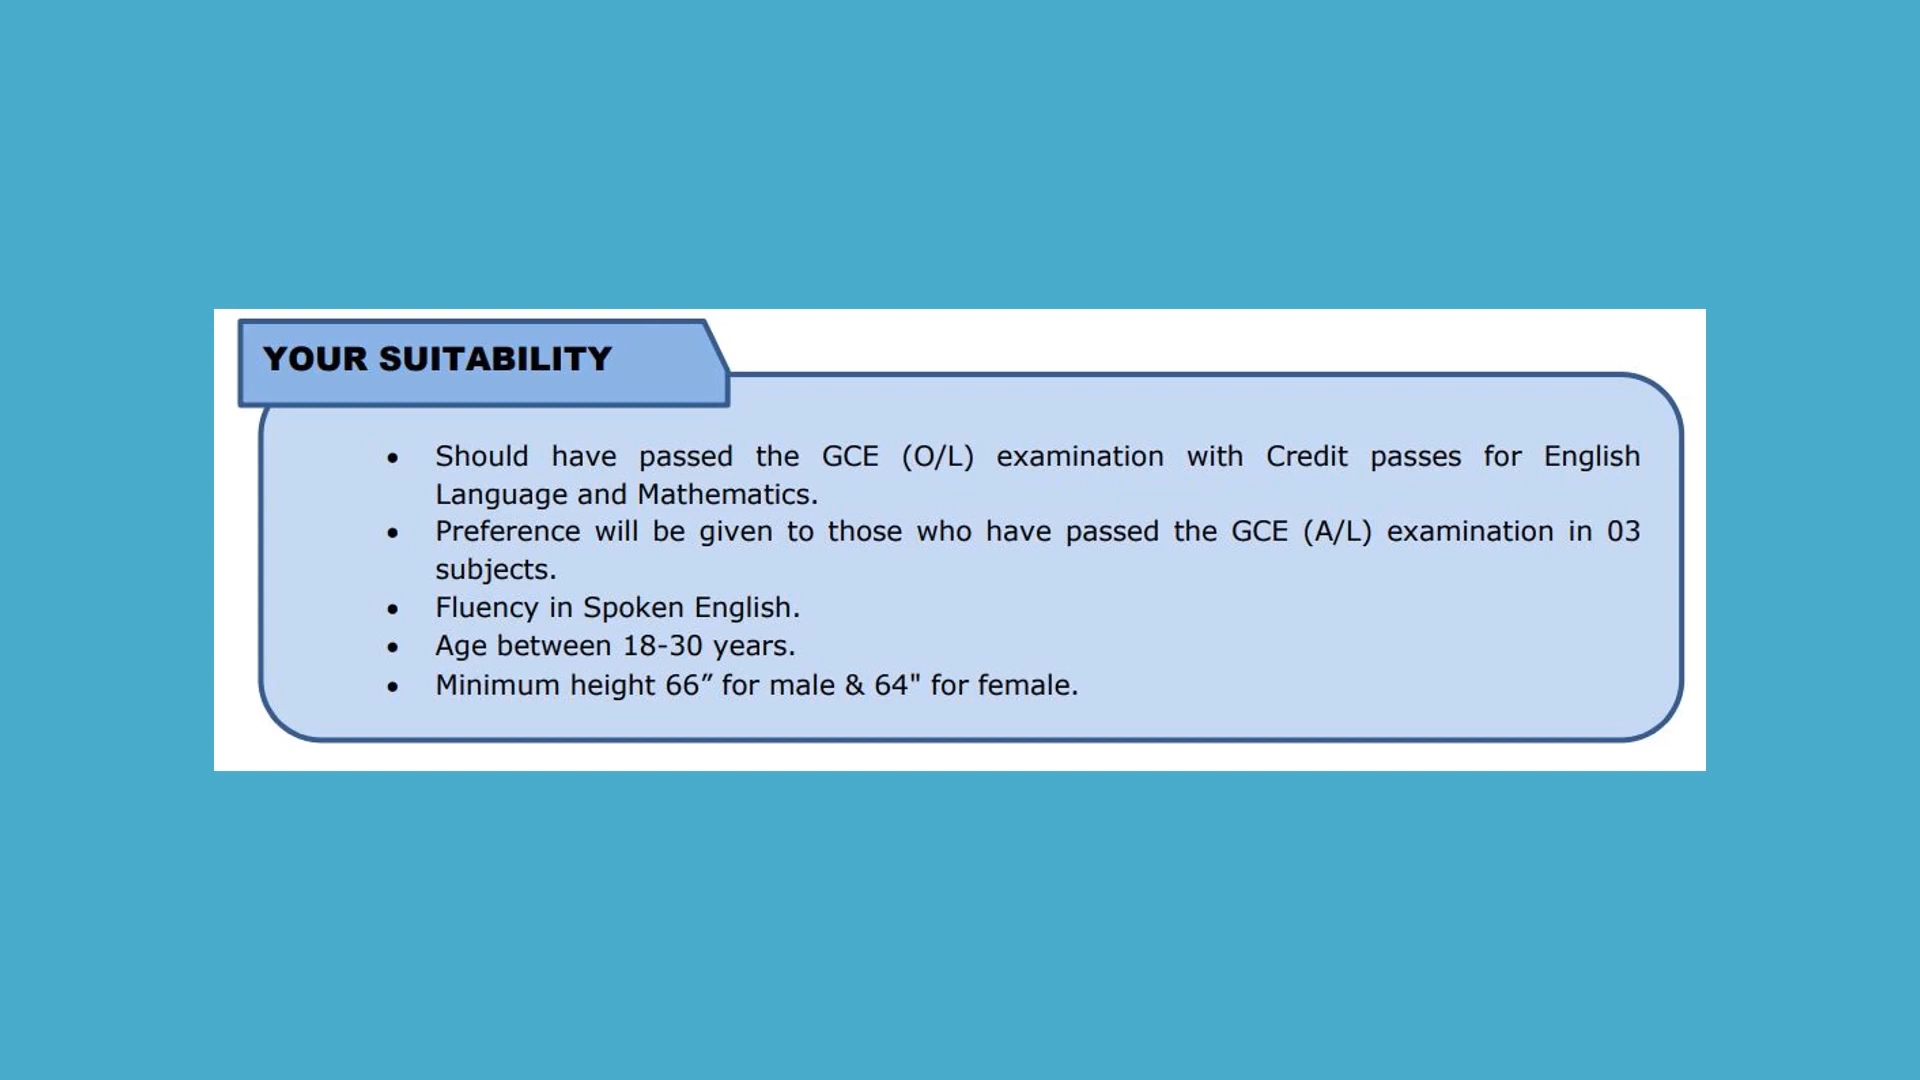 YOUR SUITABILITY
• Should have passed the GCE (O/L) examination with Credit passes for English
Language and Mathematics.
• Preference will be given to those who have passed the GCE (A/L) examination in 03
subjects.
• Fluency in Spoken English.
• Age between 18-30 years.
• Minimum height 66” for male & 64" for female.